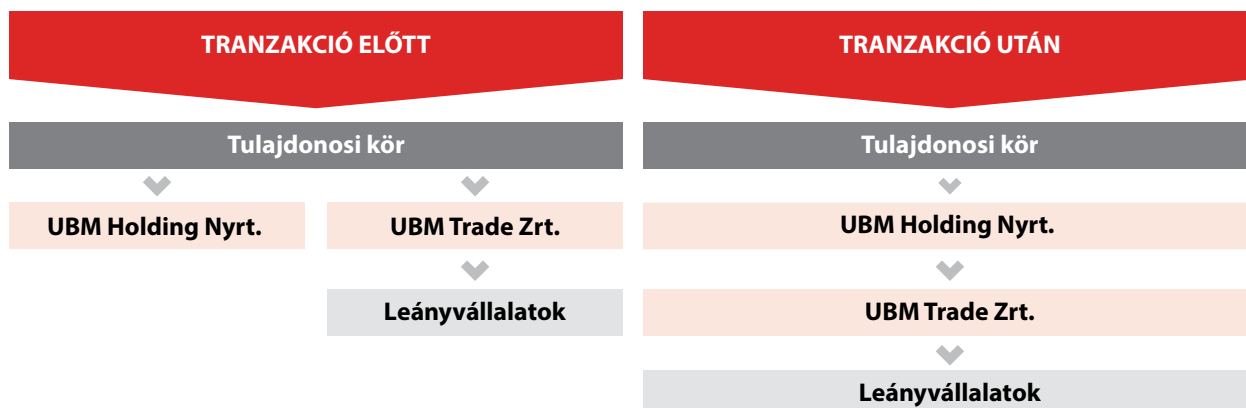 TRANZAKCIÓ ELŐTT
Tulajdonosi kör
UBM Holding Nyrt.
UBM Trade Zrt.
Leányvállalatok
TRANZAKCIÓ UTÁN
Tulajdonosi kör
UBM Holding Nyrt.
UBM Trade Zrt.
Leányvállalatok